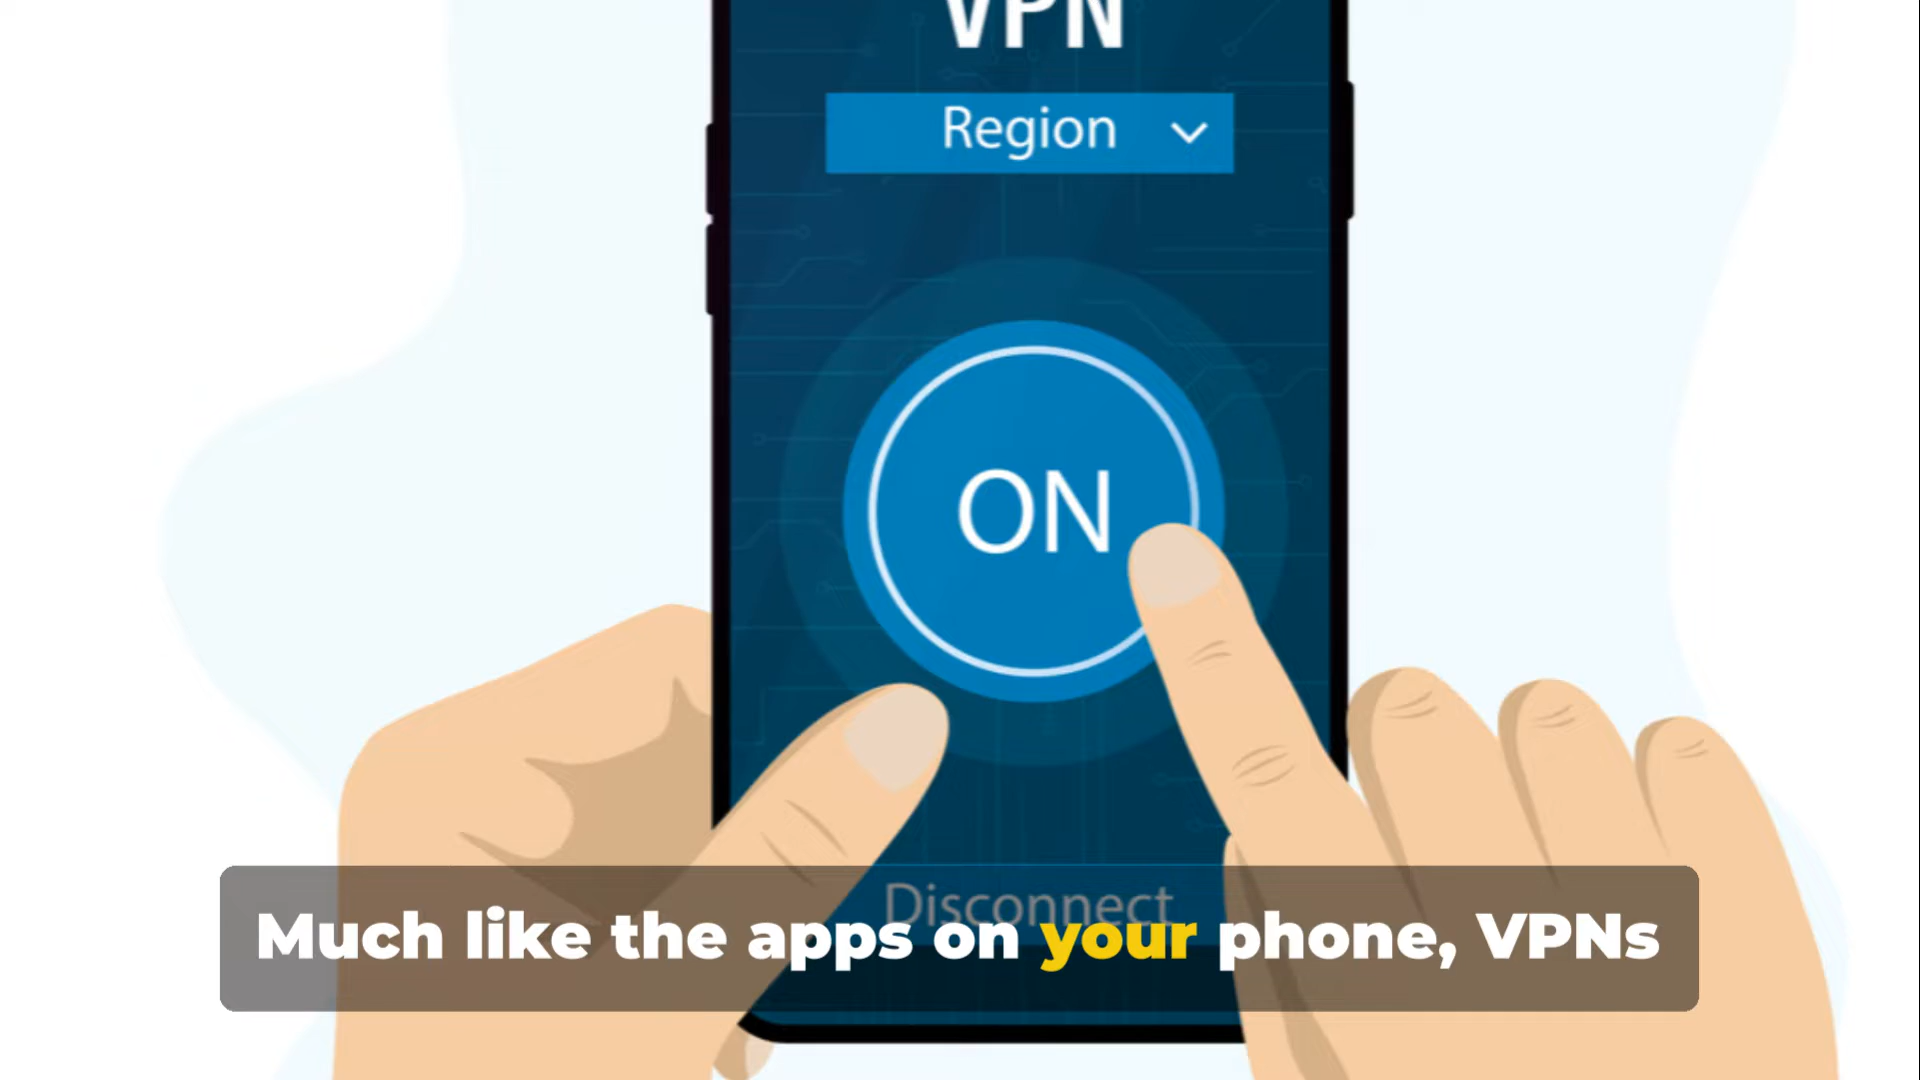 VPN
Region
ON
Disconnect
Much like the apps on your phone, VPNs